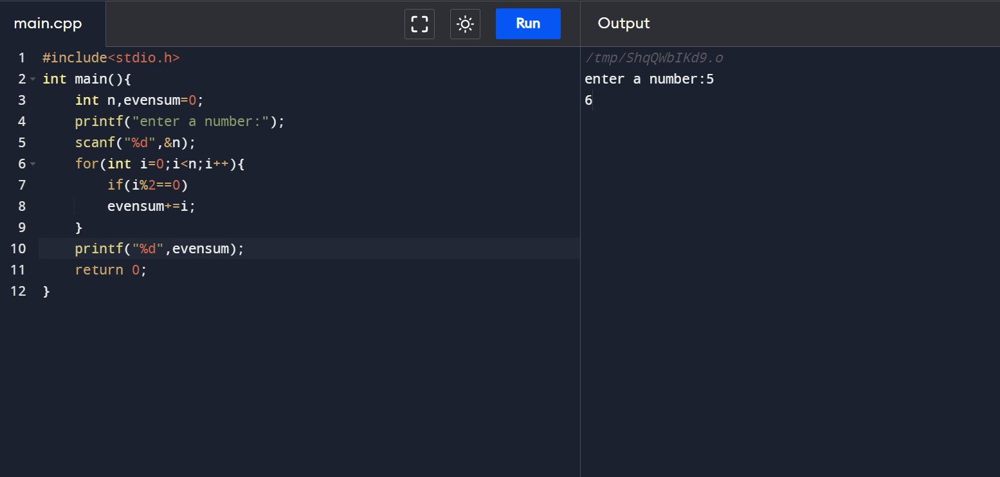 main.cpp
Run
Output
1 #include<stdio.h>
2 int main(){
3     int n,evensum=0;
4     printf("enter a number:");
5     scanf("%d",&n);
6     for(int i=0;i<n;i++){
7         if(i%2==0)
8         evensum+=i;
9     }
10     printf("%d",evensum);
11     return 0;
12 }
/tmp/ShqQWbIKd9.o
enter a number:5
6